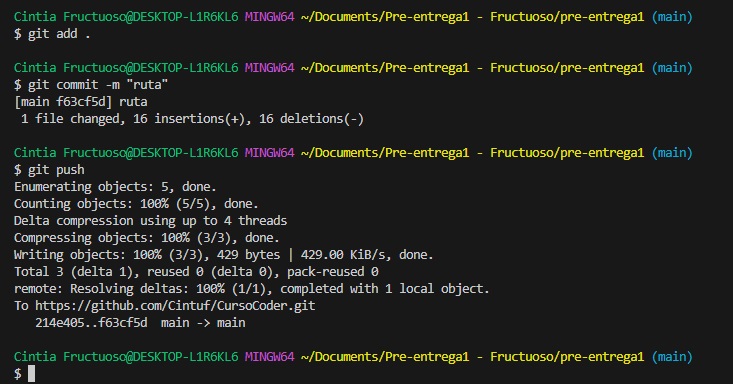 Cintia Fructuoso@DESKTOP-L1R6KL6 MINGW64 ~/Documents/Pre-entrega1 - Fructuoso/pre-entrega1 (main)
$ git add .
Cintia Fructuoso@DESKTOP-L1R6KL6 MINGW64 ~/Documents/Pre-entrega1 - Fructuoso/pre-entrega1 (main)
$ git commit -m "ruta"
[main f63cf5d] ruta
 1 file changed, 16 insertions(+), 16 deletions(-)
Cintia Fructuoso@DESKTOP-L1R6KL6 MINGW64 ~/Documents/Pre-entrega1 - Fructuoso/pre-entrega1 (main)
$ git push
Enumerating objects: 5, done.
Counting objects: 100% (5/5), done.
Delta compression using up to 4 threads
Compressing objects: 100% (3/3), done.
Writing objects: 100% (3/3), 429 bytes | 429.00 KiB/s, done.
Total 3 (delta 1), reused 0 (delta 0), pack-reused 0
remote: Resolving deltas: 100% (1/1), completed with 1 local object.
To https://github.com/Cintuf/CursoCoder.git
   214e405..f63cf5d  main -> main
Cintia Fructuoso@DESKTOP-L1R6KL6 MINGW64 ~/Documents/Pre-entrega1 - Fructuoso/pre-entrega1 (main)
$